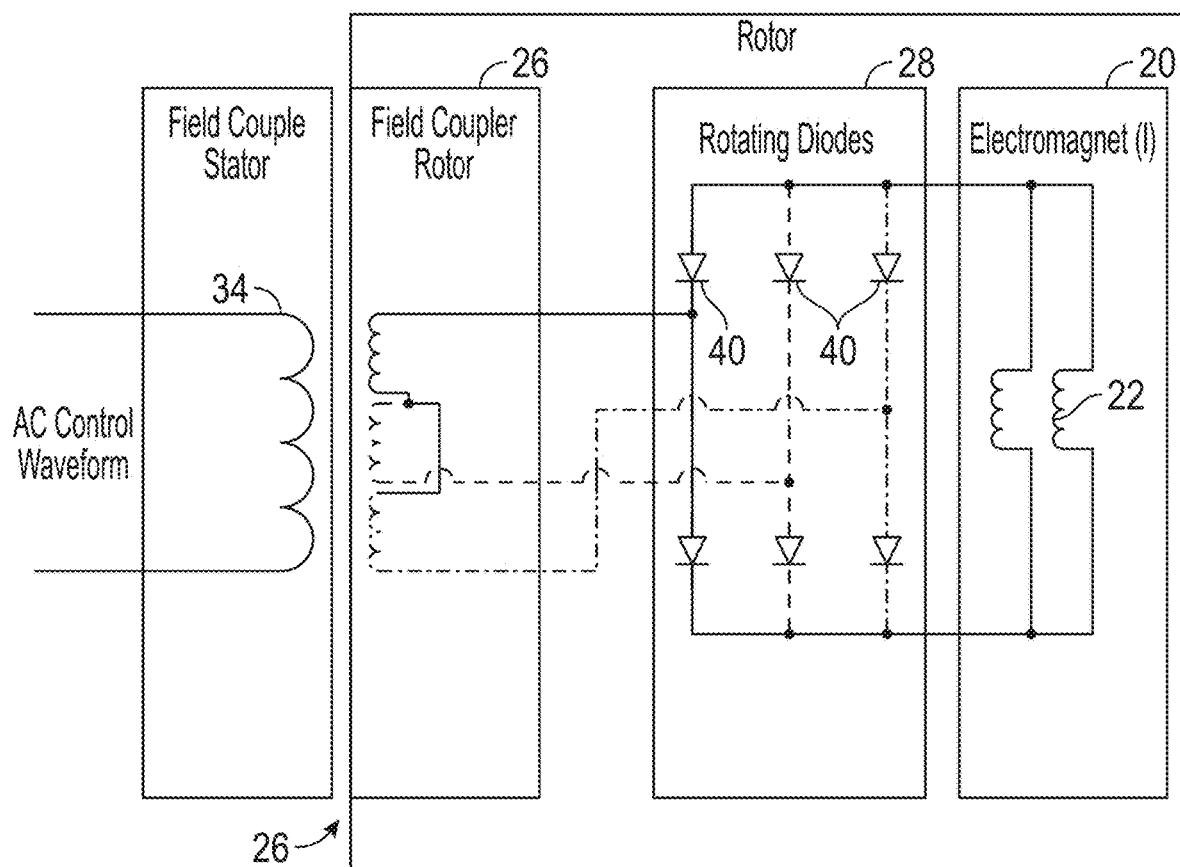 Rotor
26
28
20
Field Couple
Stator
Field Coupler
Rotor
Rotating Diodes
Electromagnet (I)
34
40
40
22
AC Control
Waveform
26